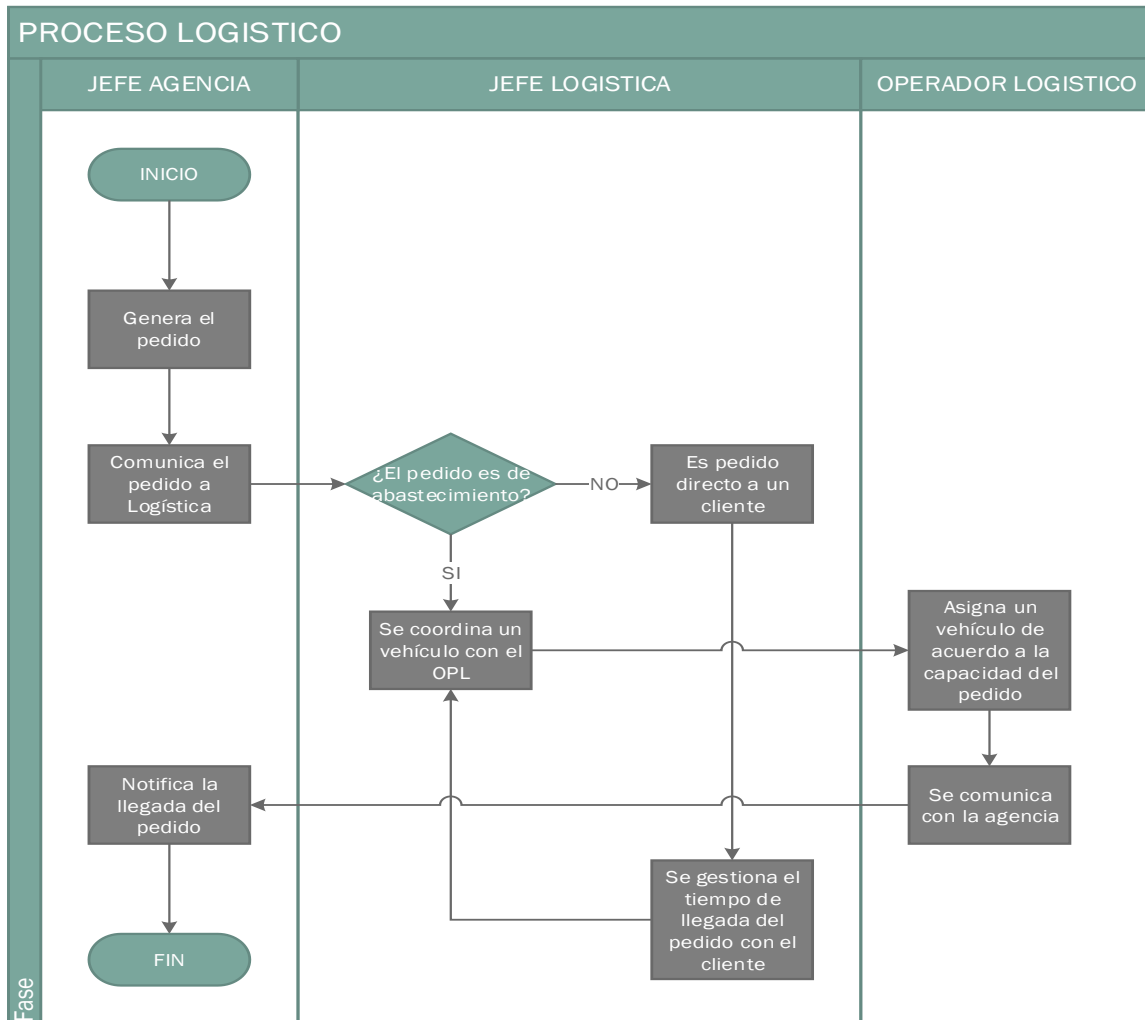 PROCESO LOGISTICO
JEFE AGENCIA
JEFE LOGISTICA
OPERADOR LOGISTICO
INICIO
Genera el
pedido
Comunica el
pedido a
Logística
¿El pedido es de
abastecimiento?
NO
Es pedido
directo a un
cliente
SI
Se coordina un
vehículo con el
OPL
Asigna un
vehículo de
acuerdo a la
capacidad del
pedido
Notifica la
llegada del
pedido
Se comunica
con la agencia
Se gestiona el
tiempo de
llegada del
pedido con el
cliente
FIN
Fase